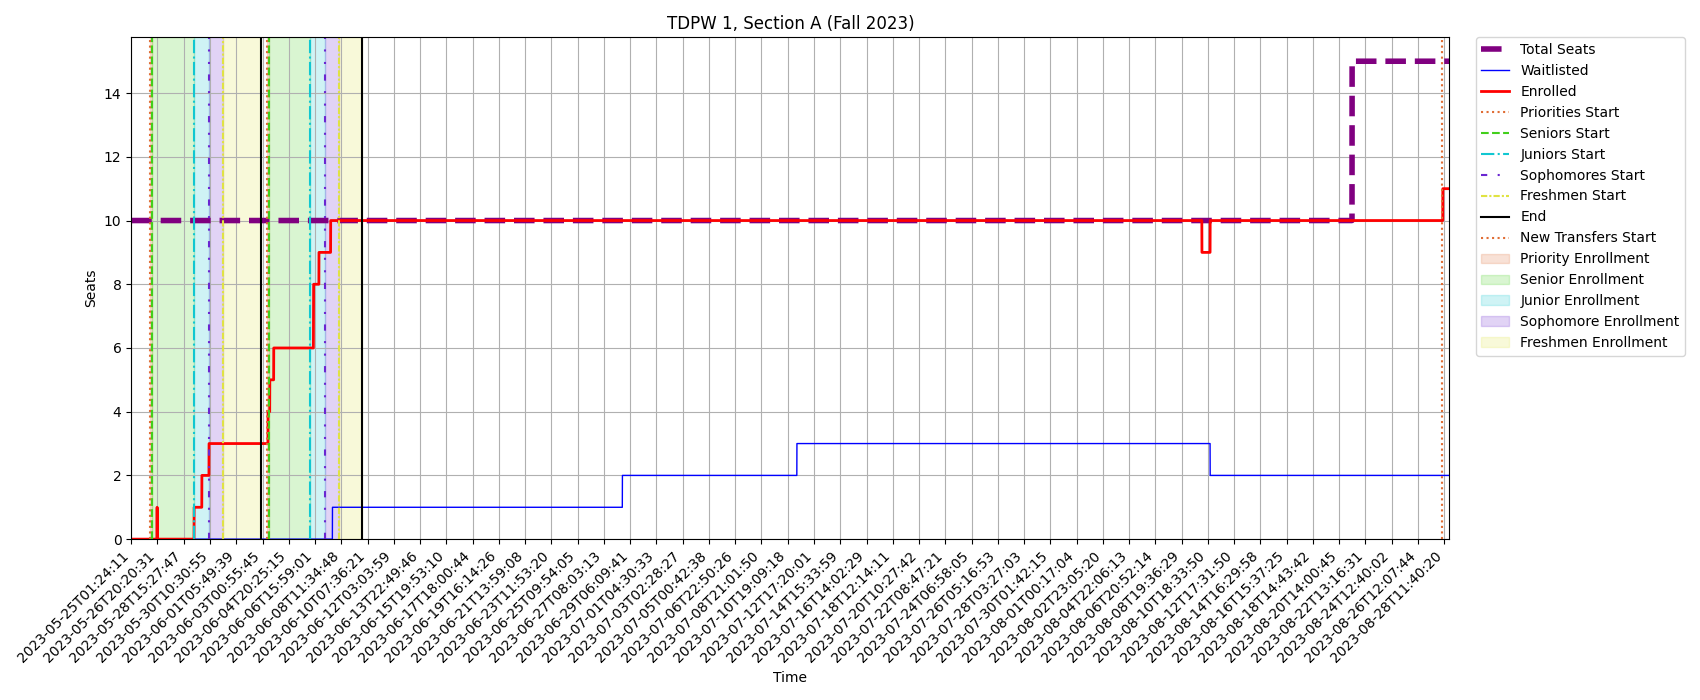 TDPW 1, Section A (Fall 2023)
Seats
14
12
10
8
6
4
2
0
2023-05-25T01:24:11
2023-05-26T20:20:31
2023-05-28T15:27:47
2023-05-30T10:30:55
2023-06-01T05:49:39
2023-06-03T00:55:45
2023-06-04T20:25:15
2023-06-06T15:59:01
2023-06-08T11:34:48
2023-06-10T07:36:21
2023-06-12T03:03:59
2023-06-13T22:49:46
2023-06-15T19:53:10
2023-06-17T18:00:44
2023-06-19T16:14:26
2023-06-21T13:59:08
2023-06-23T11:53:20
2023-06-25T09:54:05
2023-06-27T08:03:13
2023-06-29T06:09:41
2023-07-01T04:30:33
2023-07-03T02:28:27
2023-07-05T00:42:38
2023-07-06T22:50:26
2023-07-08T21:01:50
2023-07-10T19:09:18
2023-07-12T17:20:01
2023-07-14T15:33:59
2023-07-16T14:02:29
2023-07-18T12:14:11
2023-07-20T10:27:42
2023-07-22T08:47:21
2023-07-24T06:58:05
2023-07-26T05:16:53
2023-07-28T03:27:03
2023-07-30T01:42:15
2023-08-01T00:17:04
2023-08-02T23:05:20
2023-08-04T22:06:13
2023-08-06T20:52:14
2023-08-08T19:36:29
2023-08-10T18:33:50
2023-08-12T17:31:50
2023-08-14T16:29:58
2023-08-16T15:37:25
2023-08-18T14:43:42
2023-08-20T14:00:45
2023-08-22T13:16:31
2023-08-24T12:40:02
2023-08-26T12:07:44
2023-08-28T11:40:20
Time
Total Seats
Waitlisted
Enrolled
Priorities Start
Seniors Start
Juniors Start
Sophomores Start
Freshmen Start
End
New Transfers Start
Priority Enrollment
Senior Enrollment
Junior Enrollment
Sophomore Enrollment
Freshmen Enrollment